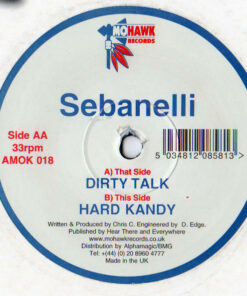 MOHAWK
RECORDS
Sebanelli
Side AA
33rpm
AMOK 018
5 034812 085813 >
A) That Side
DIRTY TALK
B) This Side
HARD KANDY
Written & Produced by Chris C. Engineered by D. Edge.
Published by Hear There and Everywhere
www.mohawkrecords.co.uk
Distribution by Alphamagic/BMG
Tel: +(44) (0) 20 8960 4777
Made in the UK